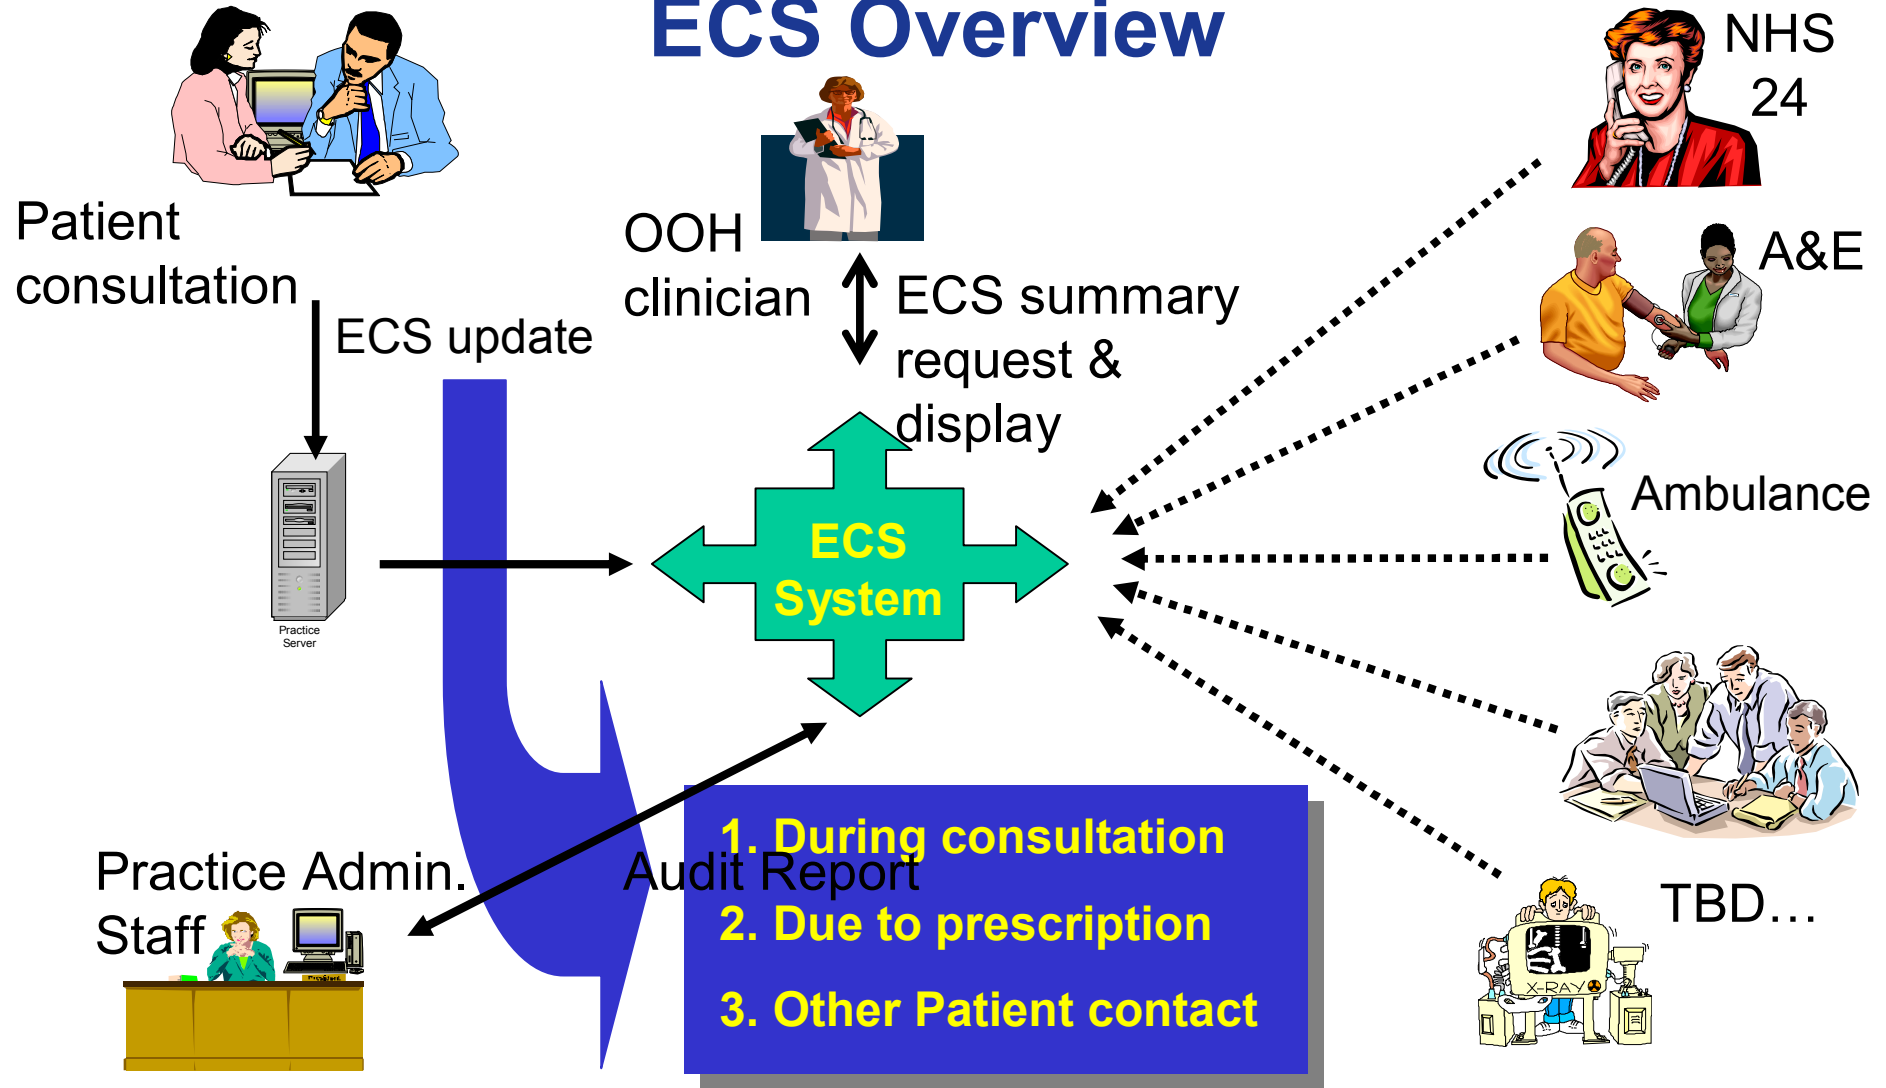 ECS Overview
NHS
24
Patient
consultation
OOH
clinician
A&E
ECS update
ECS summary
request &
display
Ambulance
ECS
System
Practice
Server
1. During consultation
Practice Admin.
Staff
Audit Report
2. Due to prescription
3. Other Patient contact
TBD…
X-RAY